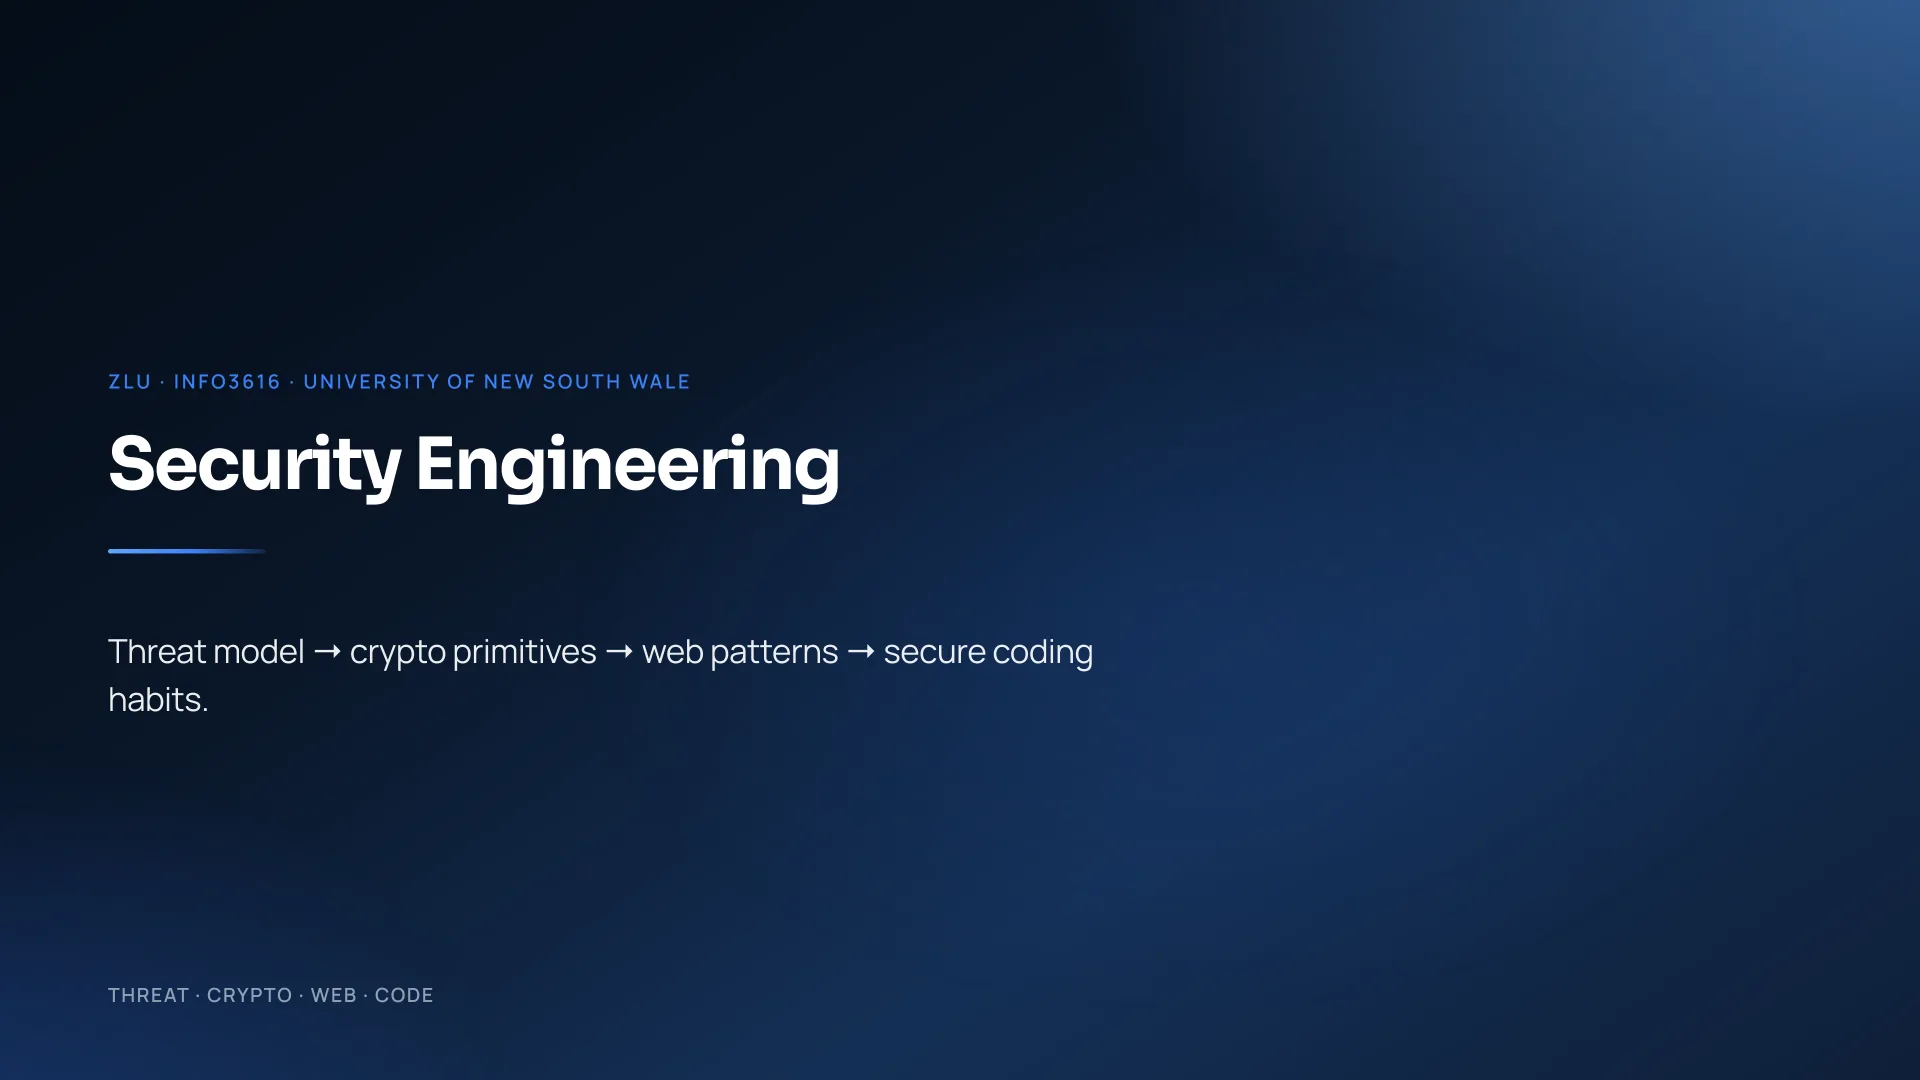 ZLU · INFO3616 · UNIVERSITY OF NEW SOUTH WALE
Security Engineering
Threat model → crypto primitives → web patterns → secure coding
habits.
THREAT · CRYPTO · WEB · CODE